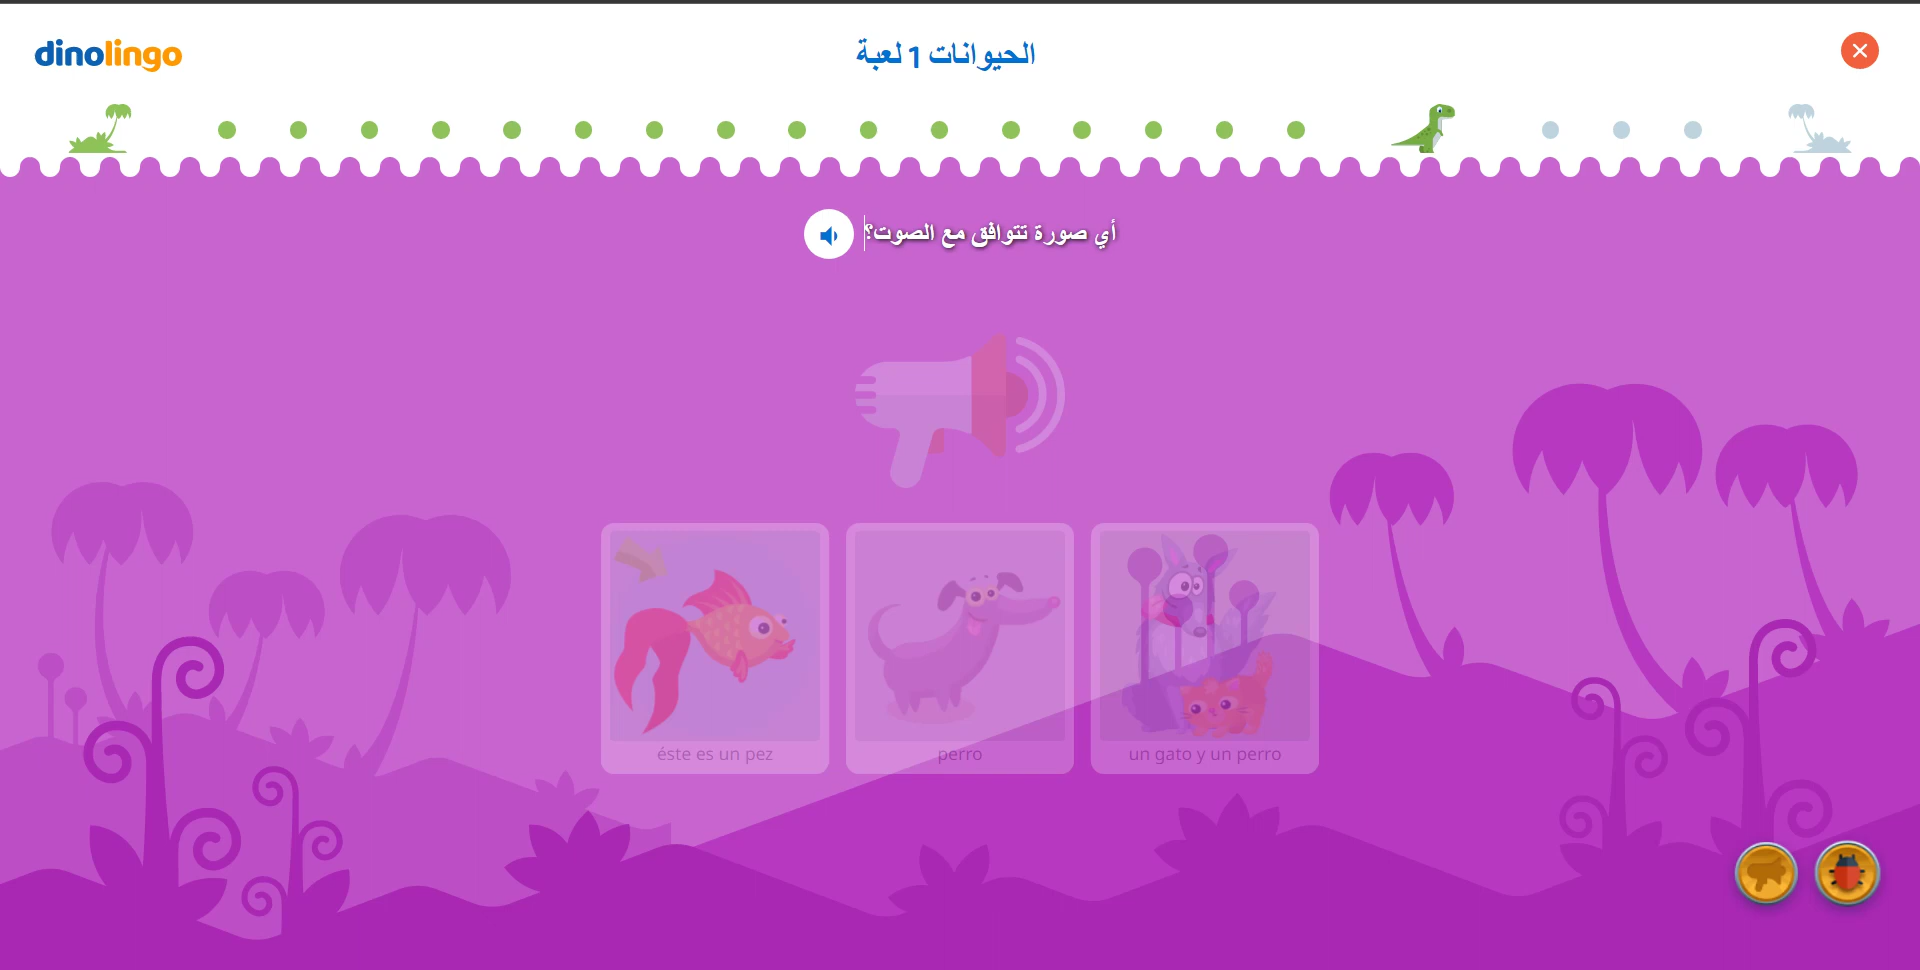 dinolingo
الحيوانات 1 لعبة
أي صورة تتوافق مع الصوت؟
éste es un pez
perro
un gato y un perro